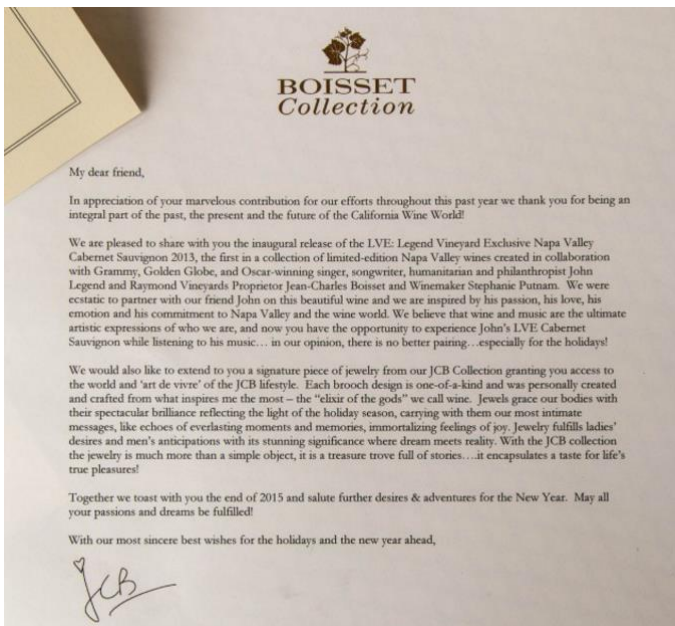 BOISSET
Collection
My dear friend,
In appreciation of your marvelous contribution for our efforts throughout this past year we thank you for being an
integral part of the past, the present and the future of the California Wine World!
We are pleased to share with you the inaugural release of the LVE: Legend Vineyard Exclusive Napa Valley
Cabernet Sauvignon 2013, the first in a collection of limited-edition Napa Valley wines created in collaboration
with Grammy, Golden Globe, and Oscar-winning singer, songwriter, humanitarian and philanthropist John
Legend and Raymond Vineyards Proprietor Jean-Charles Boisset and Winemaker Stephanie Putnam. We were
ecstatic to partner with our friend John on this beautiful wine and we are inspired by his passion, his love, his
emotion and his commitment to Napa Valley and the wine world. We believe that wine and music are the ultimate
artistic expressions of who we are, and now you have the opportunity to experience John's LVE Cabernet
Sauvignon while listening to his music… in our opinion, there is no better pairing…especially for the holidays!
We would also like to extend to you a signature piece of jewelry from our JCB Collection granting you access to
the world and 'art de vivre' of the JCB lifestyle. Each brooch design is one-of-a-kind and was personally created
and crafted from what inspires me the most – the "elixir of the gods" we call wine. Jewels grace our bodies with
their spectacular brilliance reflecting the light of the holiday season, carrying with them our most intimate
messages, like echoes of everlasting moments and memories, immortalizing feelings of joy. Jewelry fulfills ladies'
desires and men's anticipations with its stunning significance where dream meets reality. With the JCB collection
the jewelry is much more than a simple object, it is a treasure trove full of stories….it encapsulates a taste for life's
true pleasures!
Together we toast with you the end of 2015 and salute further desires & adventures for the New Year. May all
your passions and dreams be fulfilled!
With our most sincere best wishes for the holidays and the new year ahead,
JCB